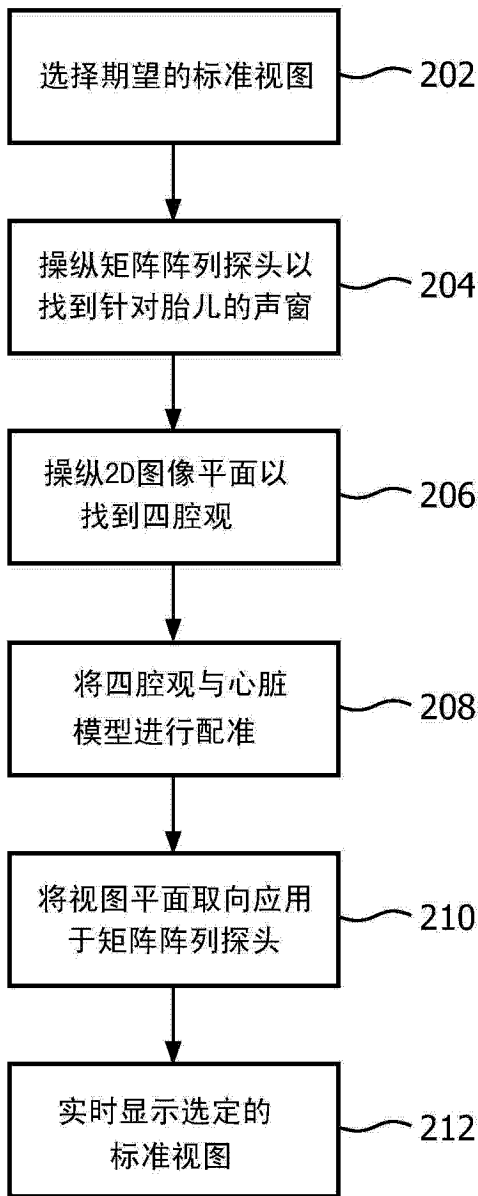 选择期望的标准视图
202
操纵矩阵阵列探头以
找到针对胎儿的声窗
204
操纵2D图像平面以
找到四腔观
206
将四腔观与心脏
模型进行配准
208
将视图平面取向应用
于矩阵阵列探头
210
实时显示选定的
标准视图
212